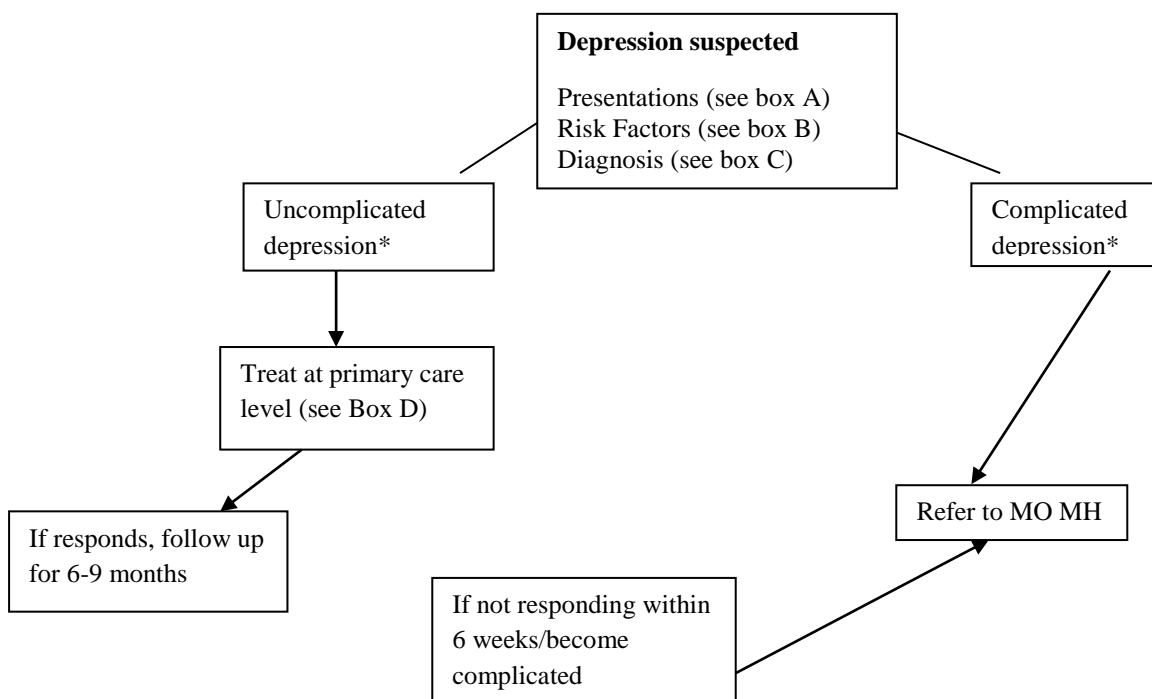 Depression suspected
Presentations (see box A)
Risk Factors (see box B)
Diagnosis (see box C)
Uncomplicated
depression*
Complicated
depression*
Treat at primary care
level (see Box D)
If responds, follow up
for 6-9 months
Refer to MO MH
If not responding within
6 weeks/become
complicated